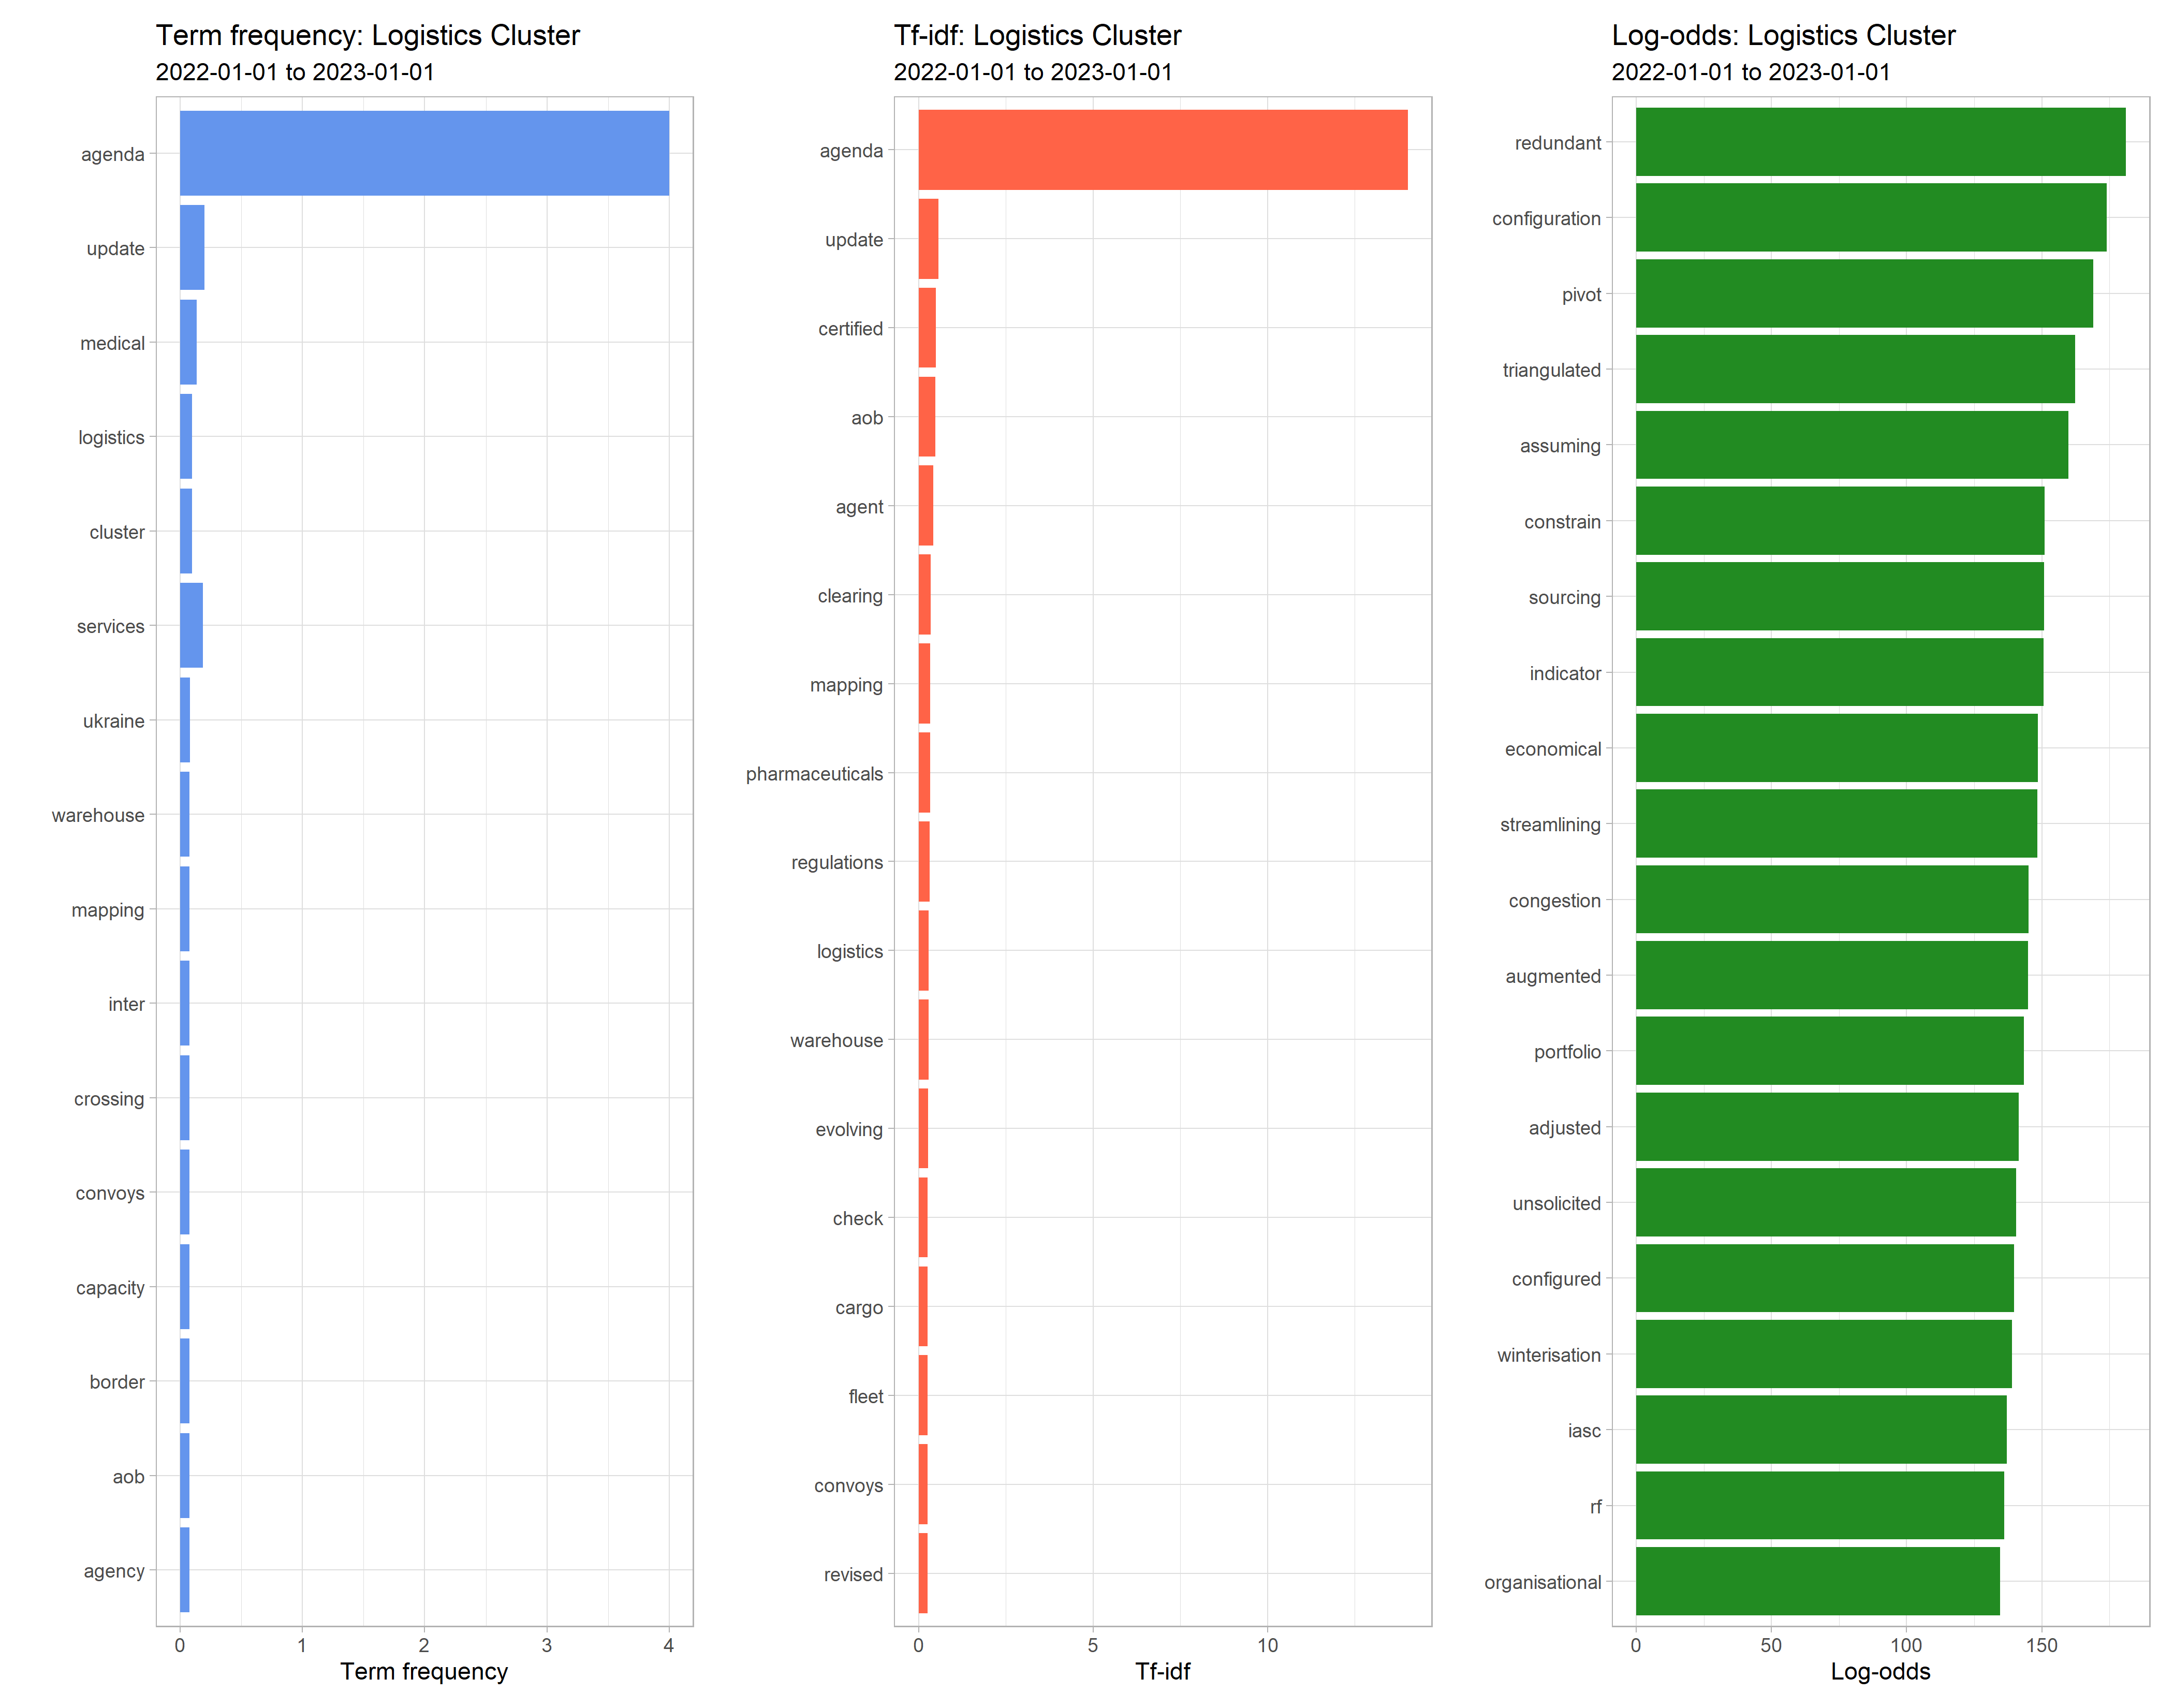 Term frequency: Logistics Cluster
2022-01-01 to 2023-01-01
agenda
update
medical
logistics
cluster
services
ukraine
warehouse
mapping
inter
crossing
convoys
capacity
border
aob
agency
0 1 2 3 4
Term frequency
Tf-idf: Logistics Cluster
2022-01-01 to 2023-01-01
agenda
update
certified
aob
agent
clearing
mapping
pharmaceuticals
regulations
logistics
warehouse
evolving
check
cargo
fleet
convoys
revised
0 5 10
Tf-idf
Log-odds: Logistics Cluster
2022-01-01 to 2023-01-01
redundant
configuration
pivot
triangulated
assuming
constrain
sourcing
indicator
economical
streamlining
congestion
augmented
portfolio
adjusted
unsolicited
configured
winterisation
iasc
rf
organisational
0 50 100 150
Log-odds